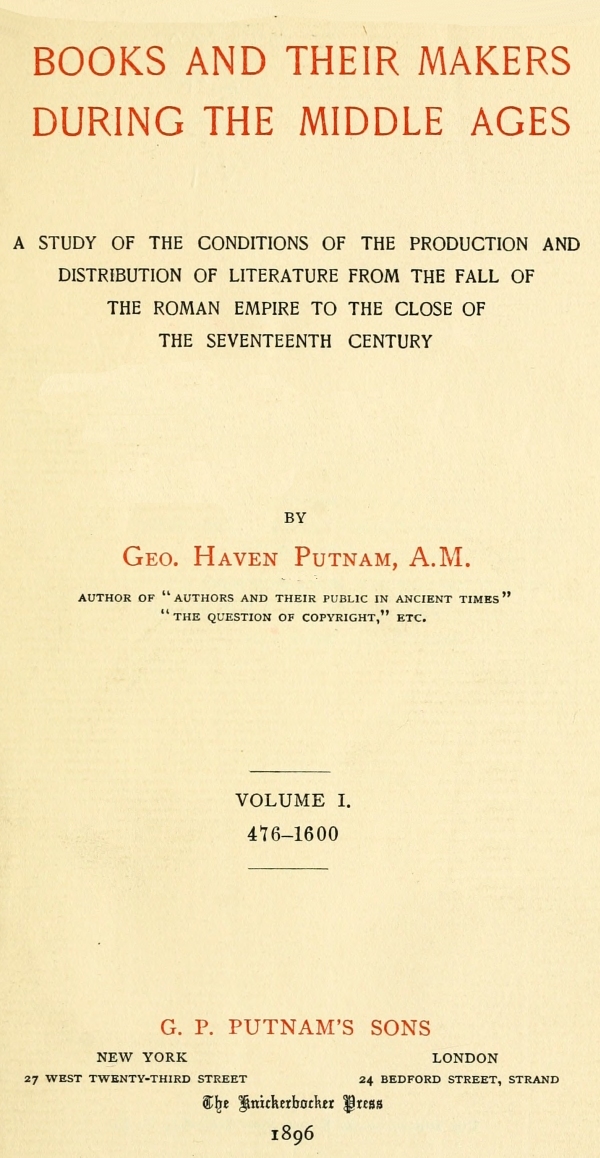 BOOKS AND THEIR MAKERS
DURING THE MIDDLE AGES
A STUDY OF THE CONDITIONS OF THE PRODUCTION AND
DISTRIBUTION OF LITERATURE FROM THE FALL OF
THE ROMAN EMPIRE TO THE CLOSE OF
THE SEVENTEENTH CENTURY
BY
GEO. HAVEN PUTNAM, A.M.
AUTHOR OF "AUTHORS AND THEIR PUBLIC IN ANCIENT TIMES"
"THE QUESTION OF COPYRIGHT," ETC.
VOLUME I.
476–1600
G. P. PUTNAM'S SONS
NEW YORK LONDON
27 WEST TWENTY-THIRD STREET 24 BEDFORD STREET, STRAND
The Knickerbocker Press
1896